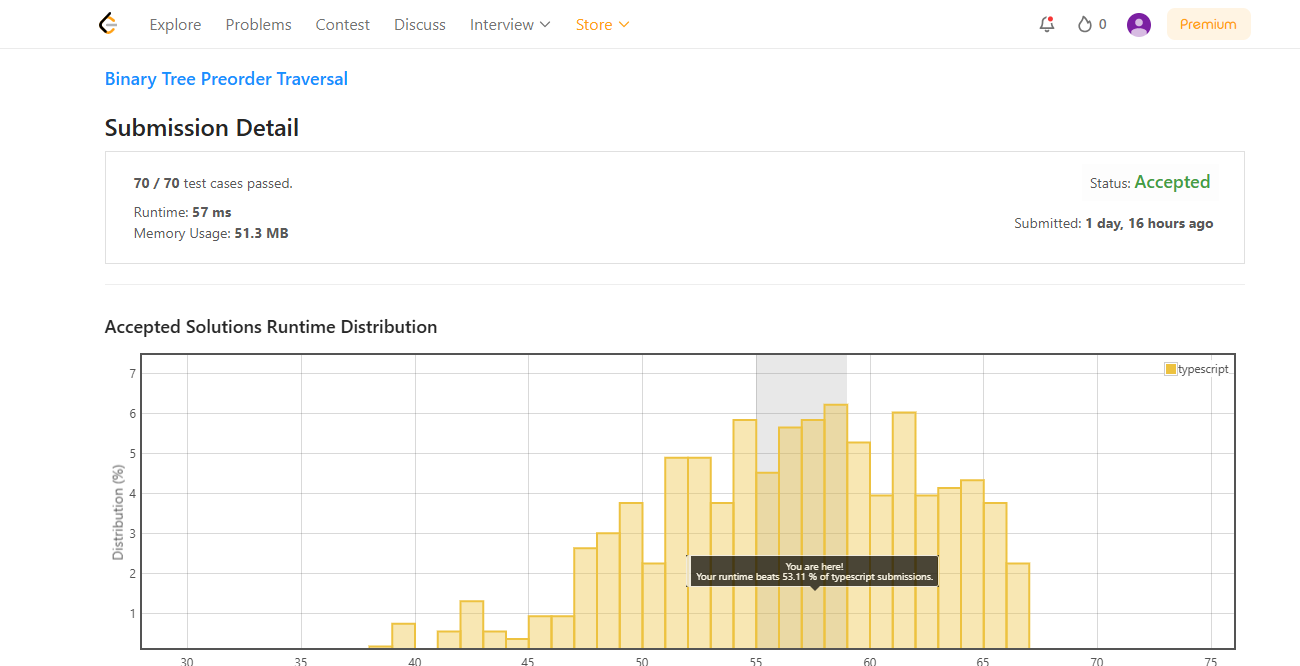 Explore Problems Contest Discuss Interview Store 0 Premium
Binary Tree Preorder Traversal
Submission Detail
70 / 70 test cases passed.
Status: Accepted
Runtime: 57 ms
Submitted: 1 day, 16 hours ago
Memory Usage: 51.3 MB
Accepted Solutions Runtime Distribution
typescript
7
6
5
4
3
2
1
Distribution (%)
You are here!
Your runtime beats 53.11 % of typescript submissions.
30 35 40 45 50 55 60 65 70 75